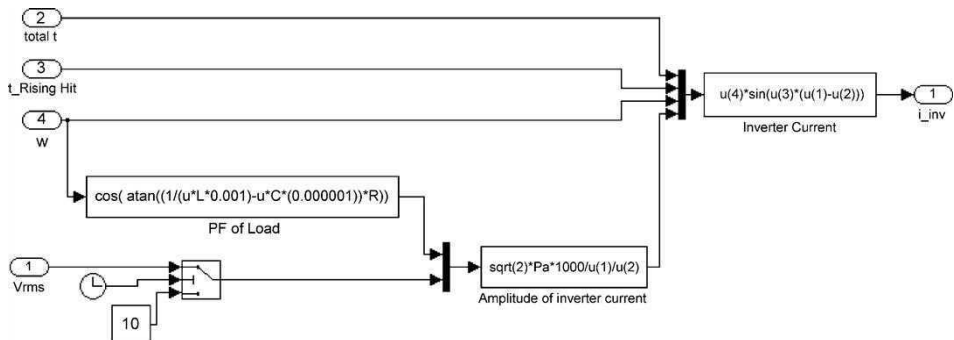 2
total t
3
t_Rising Hit
4
W
u(4)*sin(u(3)*(u(1)-u(2)))
Inverter Current
1
i_inv
cos( atan((1/(u*L*0.001)-u*C*(0.000001))*R))
PF of Load
1
Vrms
10
sqrt(2)*Pa*1000/u(1)/u(2)
Amplitude of inverter current